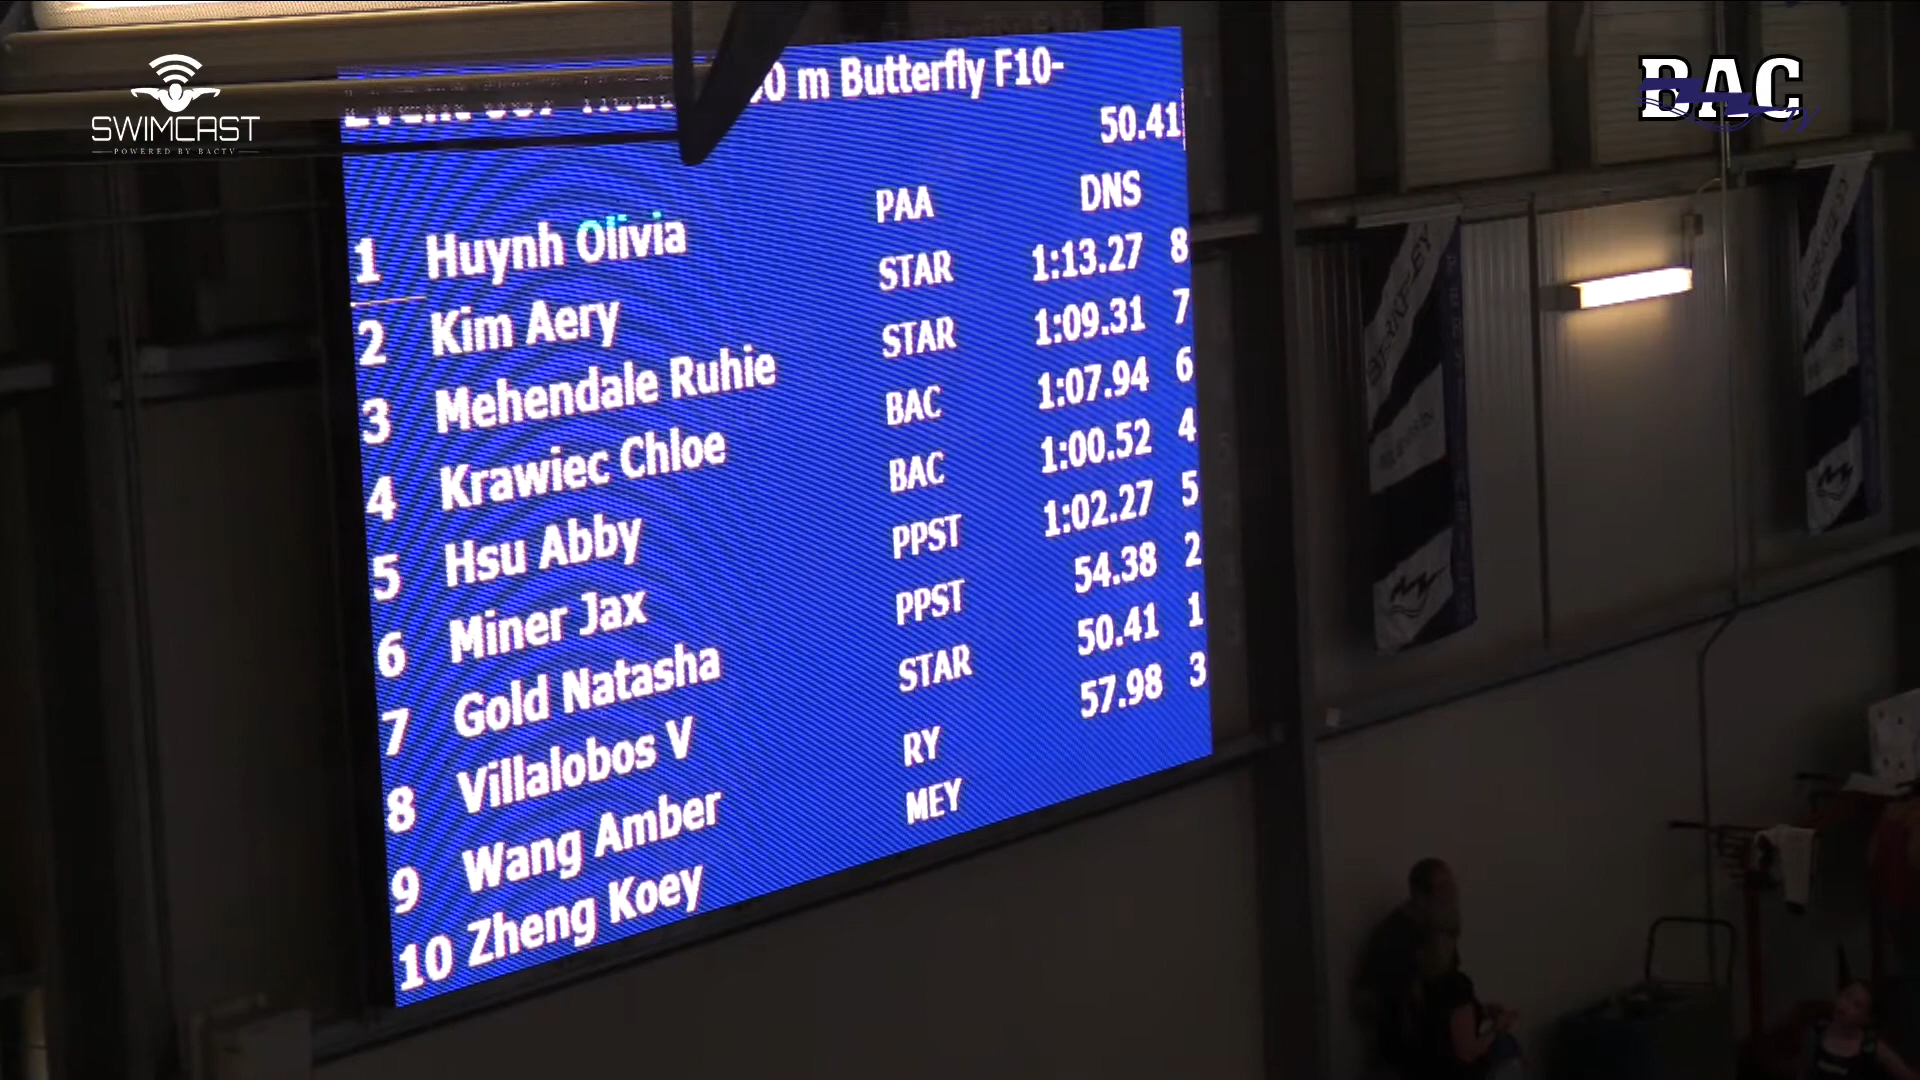 SWIMCAST
POWERED BY BACTV
BAC
m Butterfly F10-
50.41
1 Huynh Olivia PAA DNS
2 Kim Aery STAR 1:13.27 8
3 Mehendale Ruhie STAR 1:09.31 7
4 Krawiec Chloe BAC 1:07.94 6
5 Hsu Abby BAC 1:00.52 4
6 Miner Jax PPST 1:02.27 5
7 Gold Natasha PPST 54.38 2
8 Villalobos V STAR 50.41 1
9 Wang Amber RY 57.98 3
10 Zheng Koey MEY